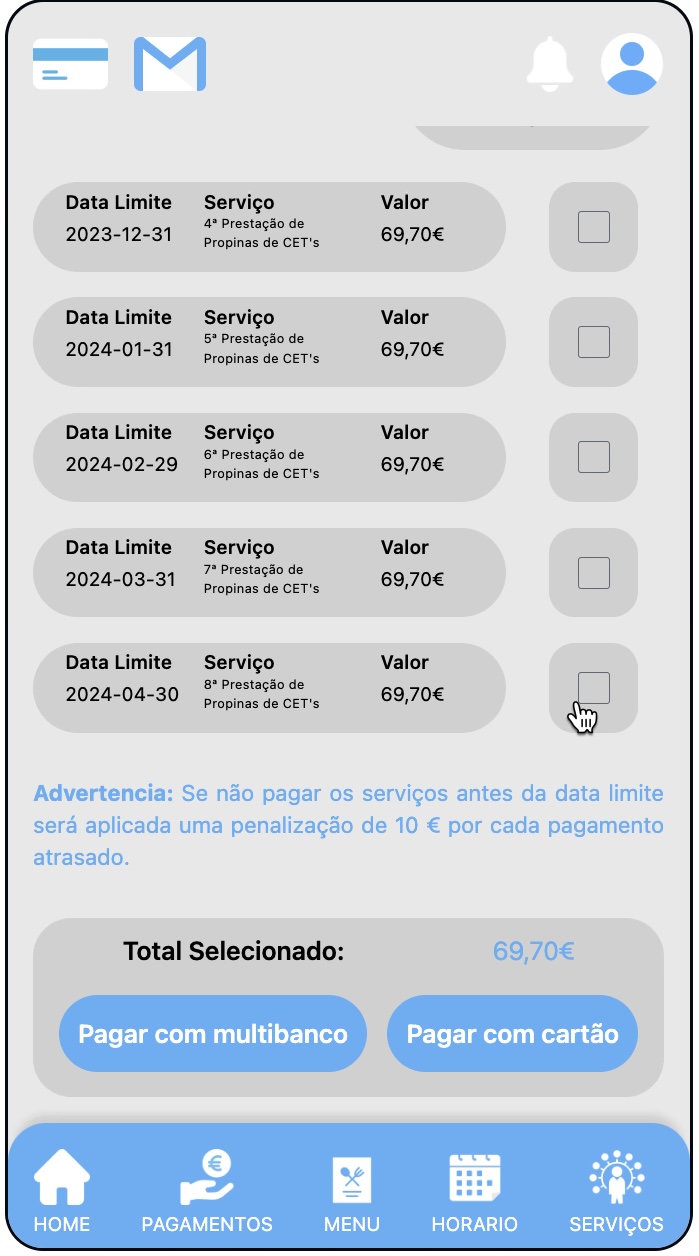 Data Limite Serviço Valor
2023-12-31 4ª Prestação de Propinas de CET's 69,70€
Data Limite Serviço Valor
2024-01-31 5ª Prestação de Propinas de CET's 69,70€
Data Limite Serviço Valor
2024-02-29 6ª Prestação de Propinas de CET's 69,70€
Data Limite Serviço Valor
2024-03-31 7ª Prestação de Propinas de CET's 69,70€
Data Limite Serviço Valor
2024-04-30 8ª Prestação de Propinas de CET's 69,70€
Advertencia: Se não pagar os serviços antes da data limite
será aplicada uma penalização de 10 € por cada pagamento
atrasado.
Total Selecionado: 69,70€
Pagar com multibanco Pagar com cartão
€
HOME PAGAMENTOS MENU HORARIO SERVIÇOS